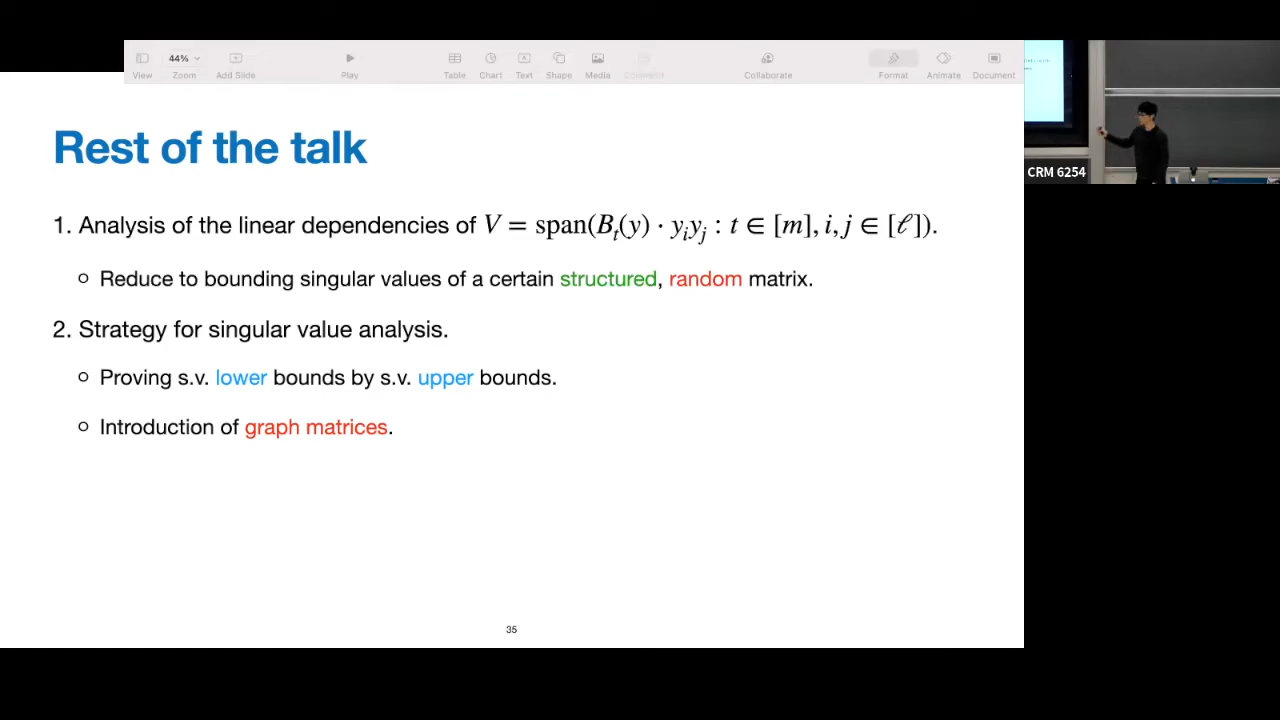 44%
View
Zoom
Add Slide
Play
Table
Chart
Text
Shape
Media
Comment
Collaborate
Format
Animate
Document
CRM 6254
Rest of the talk
1. Analysis of the linear dependencies of V = span(B_t(y) · y_i y_j : t ∈ [m], i, j ∈ [ℓ]).
○ Reduce to bounding singular values of a certain structured, random matrix.
2. Strategy for singular value analysis.
○ Proving s.v. lower bounds by s.v. upper bounds.
○ Introduction of graph matrices.
35